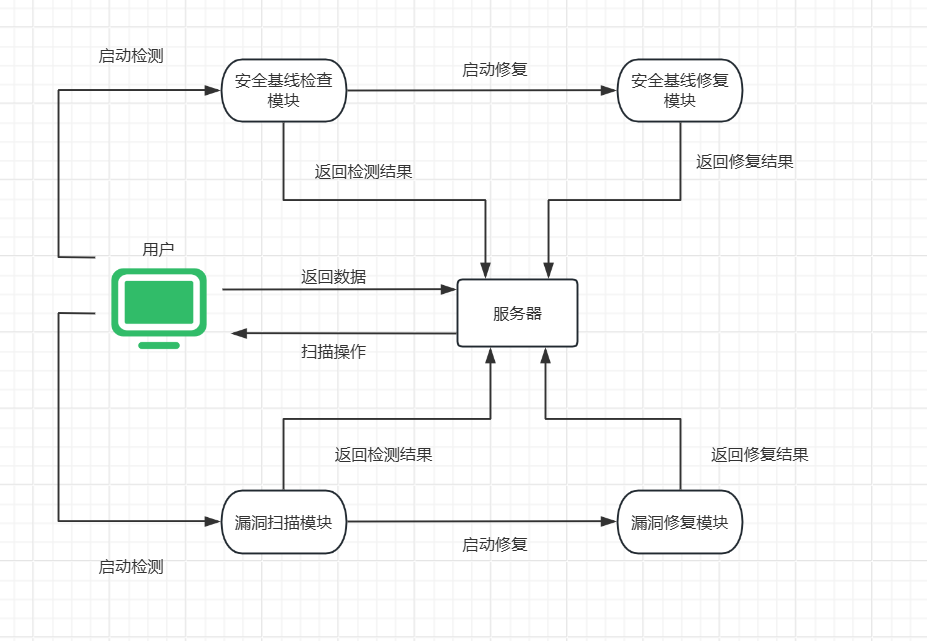 启动检测
安全基线检查
模块
启动修复
安全基线修复
模块
返回检测结果
返回修复结果
用户
返回数据
服务器
扫描操作
返回检测结果
返回修复结果
漏洞扫描模块
漏洞修复模块
启动修复
启动检测